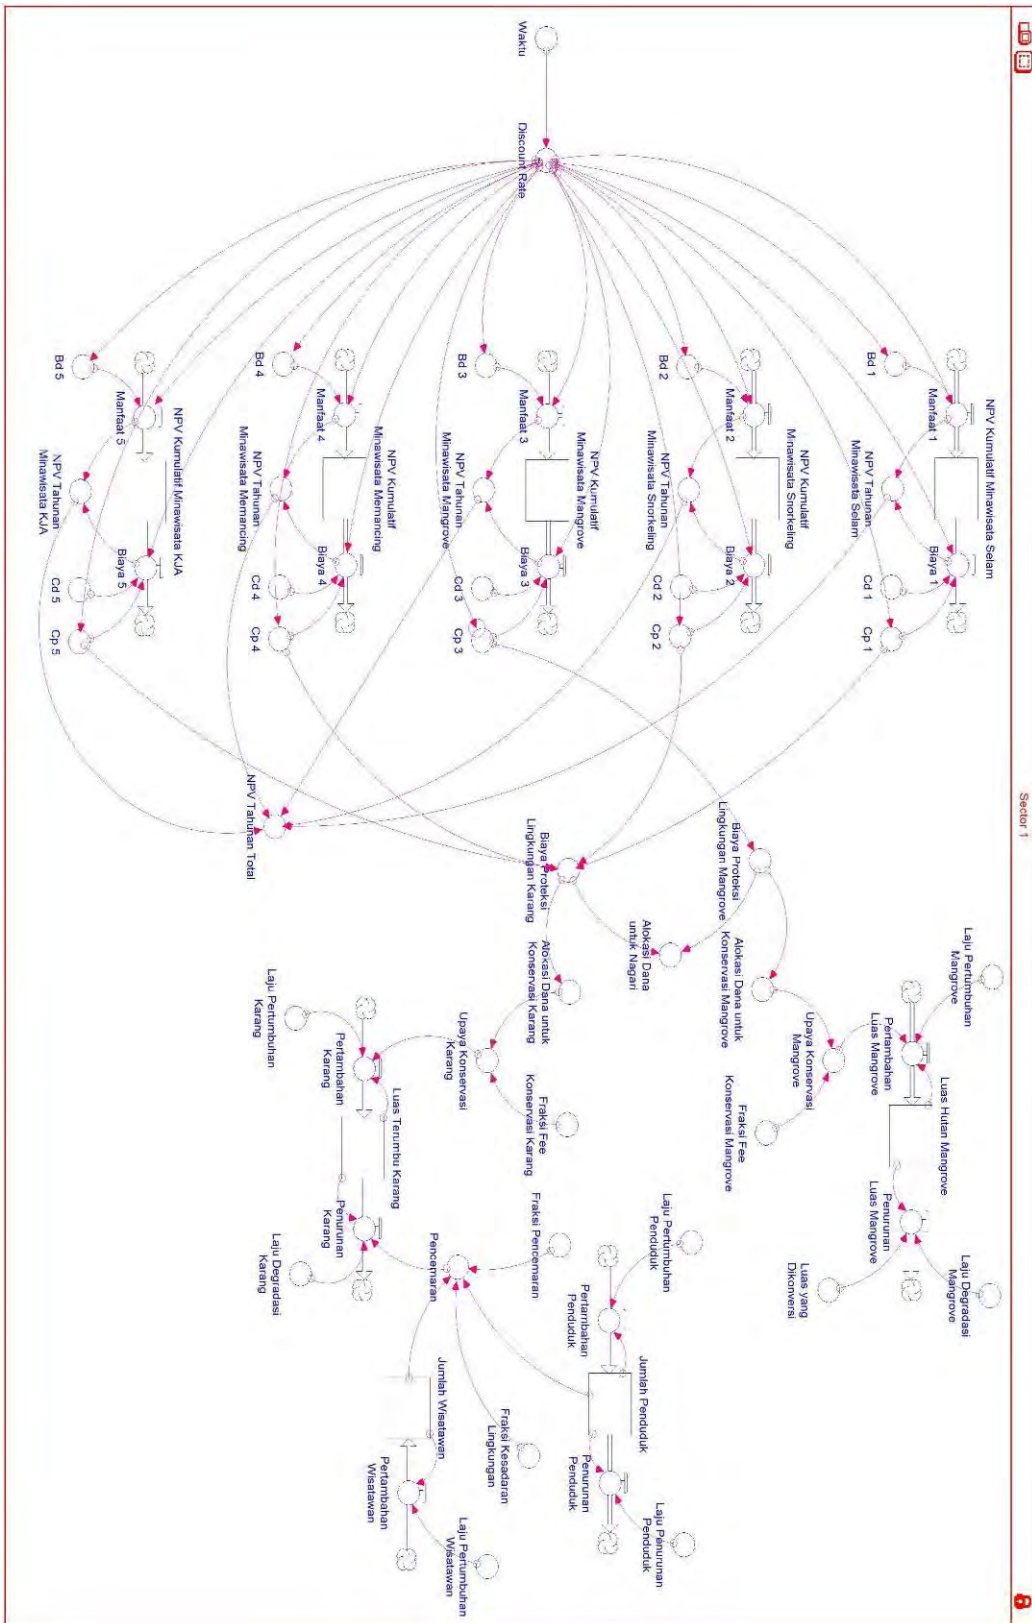 Sector 1
Laju Pertumbuhan
Mangrove
Luas Hutan Mangrove
Laju Degradasi
Mangrove
Pertambahan
Luas Mangrove
Penurunan
Luas Mangrove
Luas yang
Dikonversi
Upaya Konservasi
Mangrove
Fraksi Fee
Konservasi Mangrove
Alokasi Dana untuk
Konservasi Mangrove
Biaya Proteksi
Lingkungan Mangrove
Alokasi Dana
untuk Nagari
Biaya Proteksi
Lingkungan Karang
Alokasi Dana untuk
Konservasi Karang
Fraksi Fee
Konservasi Karang
Upaya Konservasi
Karang
Luas Terumbu Karang
Pertambahan
Karang
Penurunan
Karang
Laju Pertumbuhan
Karang
Laju Degradasi
Karang
Laju Pertumbuhan
Penduduk
Laju Penurunan
Penduduk
Jumlah Penduduk
Pertambahan
Penduduk
Penurunan
Penduduk
Fraksi Pencemaran
Fraksi Kesadaran
Lingkungan
Pencemaran
Jumlah Wisatawan
Pertambahan
Wisatawan
Laju Pertumbuhan
Wisatawan
NPV Kumulatif Minawisata Selam
Manfaat 1
Biaya 1
Bd 1
NPV Tahunan
Minawisata Selam
Cd 1
Cp 1
NPV Kumulatif
Minawisata Snorkeling
Manfaat 2
Biaya 2
Bd 2
NPV Tahunan
Minawisata Snorkeling
Cd 2
Cp 2
NPV Kumulatif
Minawisata Mangrove
Manfaat 3
Biaya 3
Bd 3
NPV Tahunan
Minawisata Mangrove
Cd 3
Cp 3
NPV Kumulatif
Minawisata Memancing
Manfaat 4
Biaya 4
Bd 4
NPV Tahunan
Minawisata Memancing
Cd 4
Cp 4
NPV Kumulatif Minawisata KJA
Manfaat 5
Biaya 5
Bd 5
NPV Tahunan
Minawisata KJA
Cd 5
Cp 5
NPV Tahunan Total
Waktu
Discount Rate